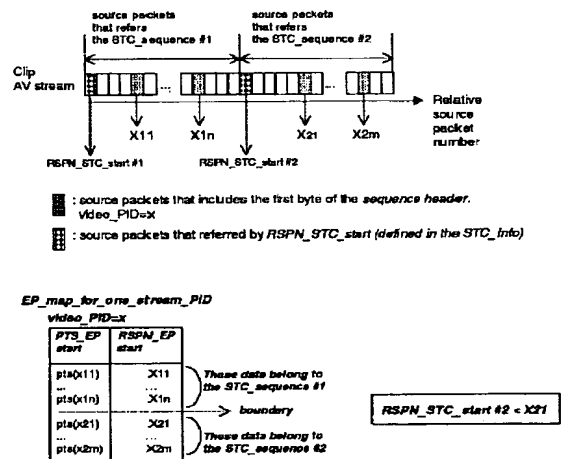 source packets
that refers
the STC_sequence #1
source packets
that refers
the STC_sequence #2
Clip
AV stream
...
...
Relative
source
packet
number
X11
X1n
X21
X2m
RSPN_STC_start #1
RSPN_STC_start #2
: source packets that includes the first byte of the sequence header.
video_PID=x
: source packets that referred by RSPN_STC_start (defined in the STC_Info)
EP_map_for_one_stream_PID
video_PID=x
PTS_EP
start
RSPN_EP
start
pts(x11)
X11
...
...
pts(x1n)
X1n
These data belong to
the STC_sequence #1
boundary
pts(x21)
X21
...
...
pts(x2m)
X2m
These data belong to
the STC_sequence #2
RSPN_STC_start #2 < X21